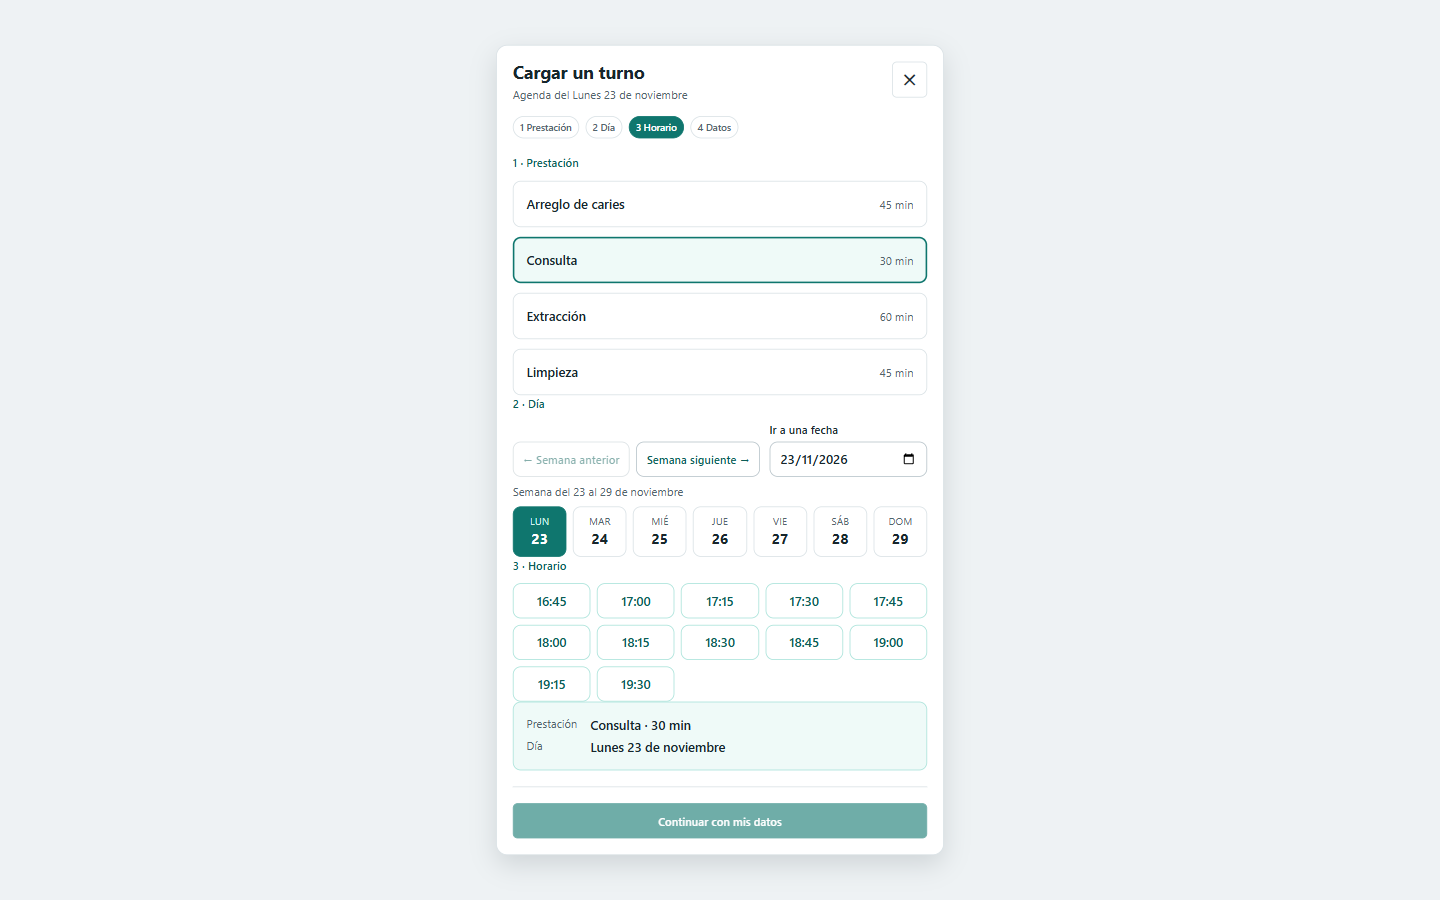 Cargar un turno
Agenda del Lunes 23 de noviembre
1 Prestación 2 Día 3 Horario 4 Datos
1 · Prestación
Arreglo de caries 45 min
Consulta 30 min
Extracción 60 min
Limpieza 45 min
2 · Día
Ir a una fecha
← Semana anterior Semana siguiente → 23/11/2026
Semana del 23 al 29 de noviembre
LUN MAR MIÉ JUE VIE SÁB DOM
23 24 25 26 27 28 29
3 · Horario
16:45 17:00 17:15 17:30 17:45
18:00 18:15 18:30 18:45 19:00
19:15 19:30
Prestación Consulta · 30 min
Día Lunes 23 de noviembre
Continuar con mis datos